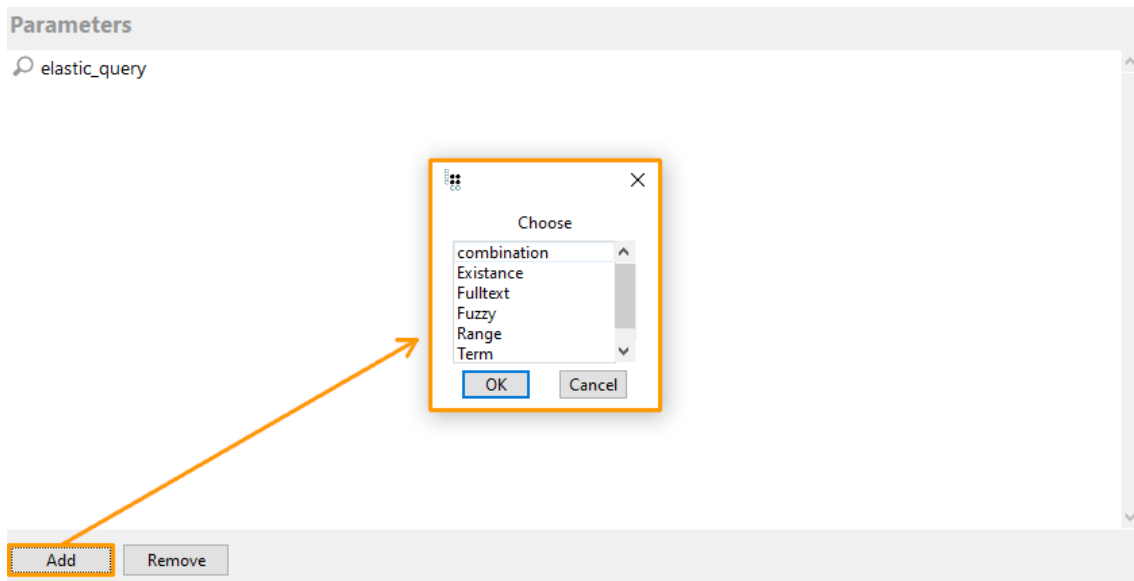 Parameters
elastic_query
Choose
combination
Existance
Fulltext
Fuzzy
Range
Term
OK Cancel
Add Remove